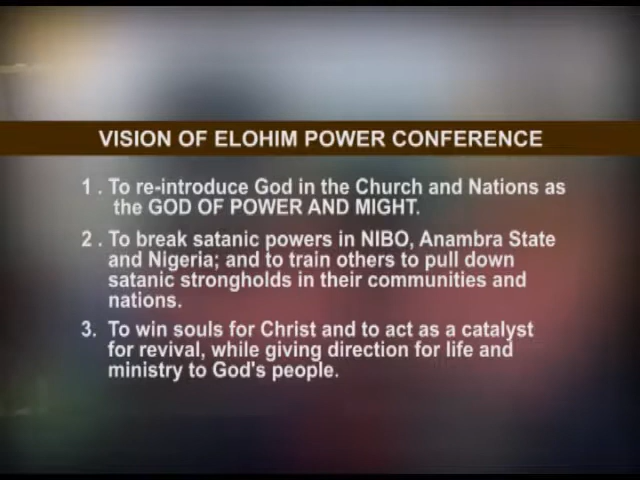 VISION OF ELOHIM POWER CONFERENCE
1 . To re-introduce God in the Church and Nations as
the GOD OF POWER AND MIGHT.
2 . To break satanic powers in NIBO, Anambra State
and Nigeria; and to train others to pull down
satanic strongholds in their communities and
nations.
3. To win souls for Christ and to act as a catalyst
for revival, while giving direction for life and
ministry to God's people.